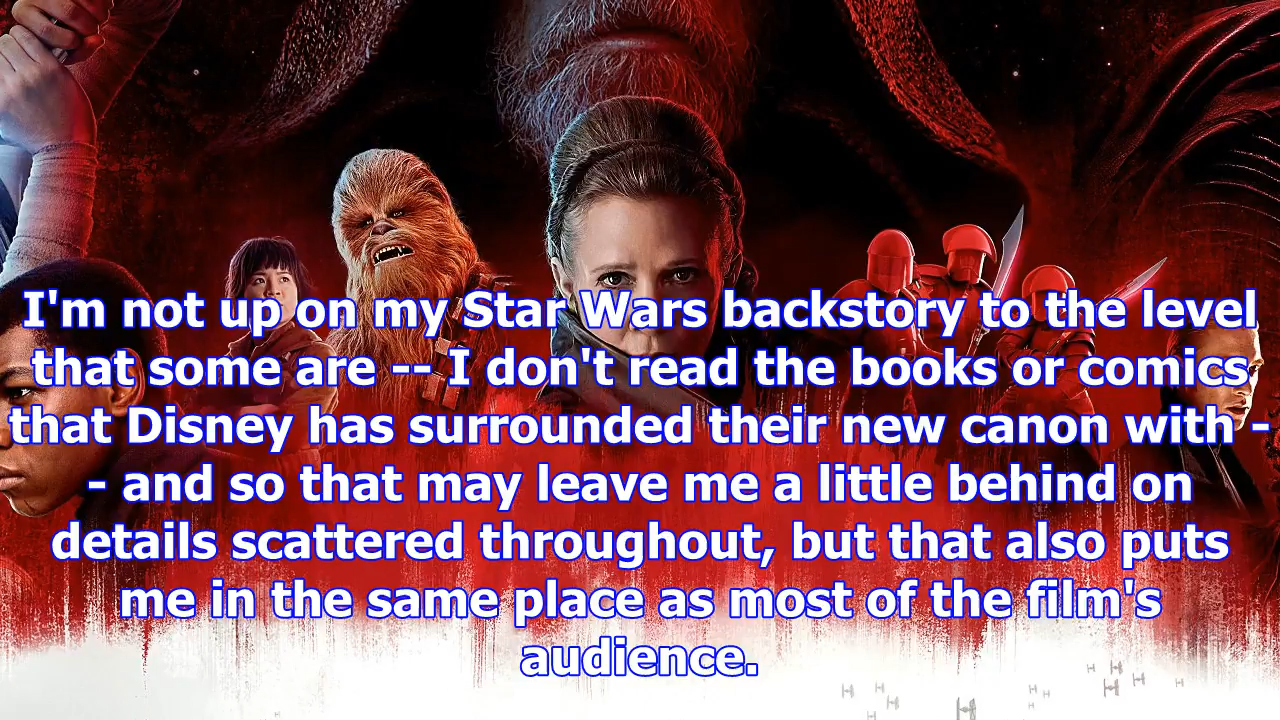 I'm not up on my Star Wars backstory to the level
that some are -- I don't read the books or comics
that Disney has surrounded their new canon with -
- and so that may leave me a little behind on
details scattered throughout, but that also puts
me in the same place as most of the film's
audience.